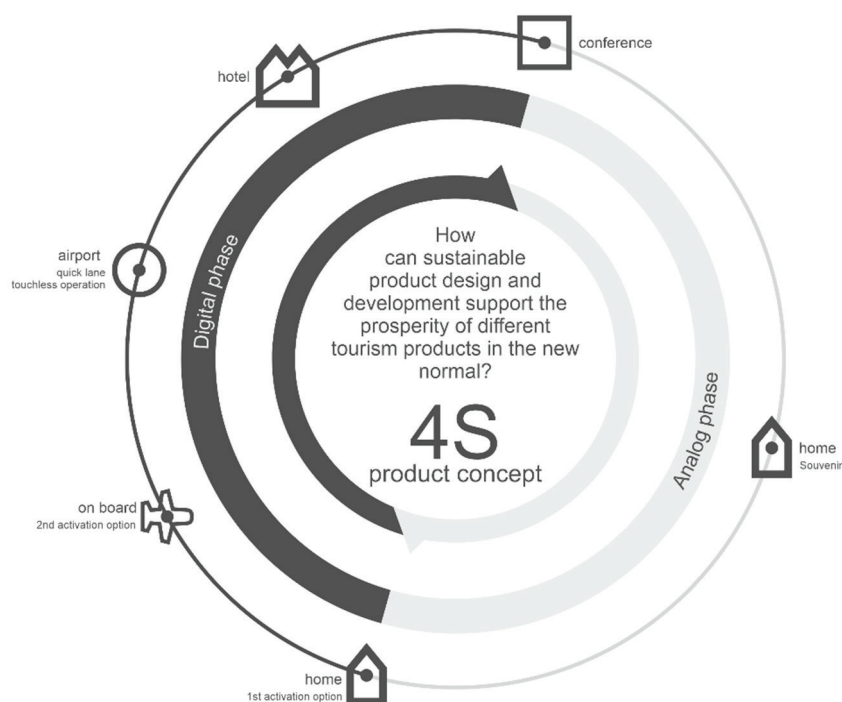 conference
hotel
airport
quick lane
touchless operation
Digital phase
How
can sustainable
product design and
development support the
prosperity of different
tourism products in the new
normal?
4S
product concept
Analog phase
home
Souvenir
on board
2nd activation option
home
1st activation option